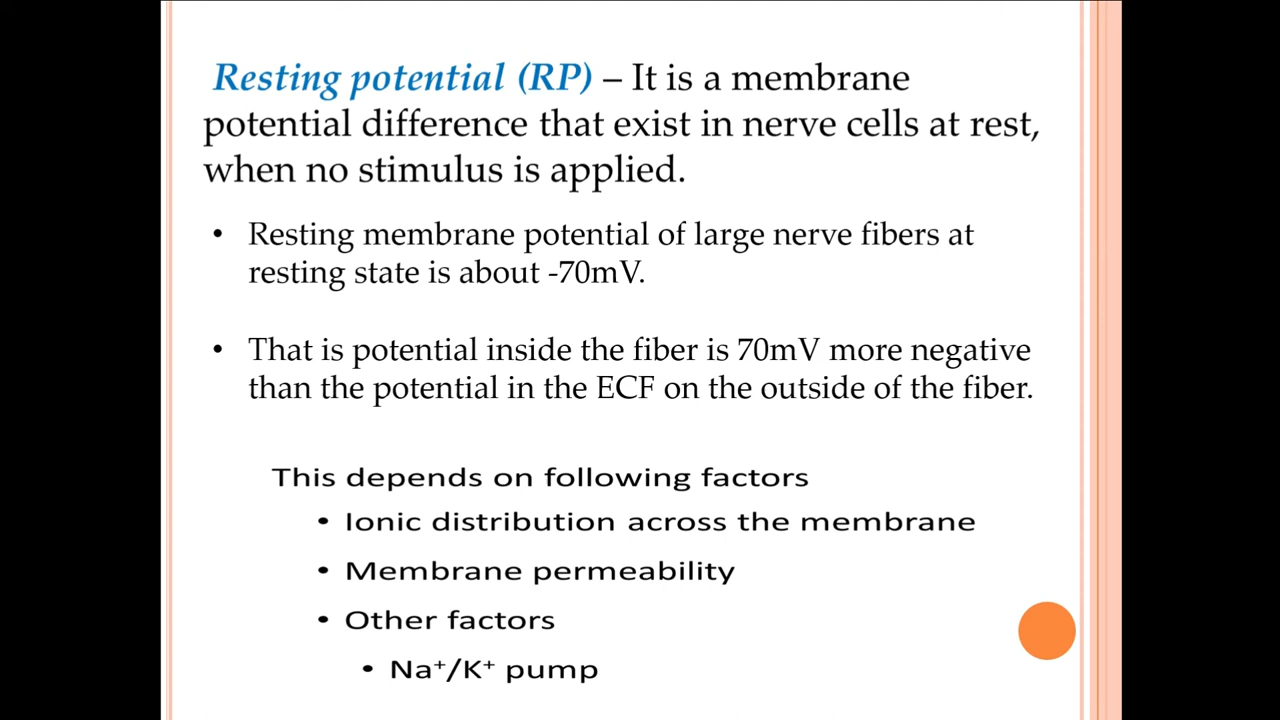 Resting potential (RP) – It is a membrane
potential difference that exist in nerve cells at rest,
when no stimulus is applied.
• Resting membrane potential of large nerve fibers at
resting state is about -70mV.
• That is potential inside the fiber is 70mV more negative
than the potential in the ECF on the outside of the fiber.
This depends on following factors
• Ionic distribution across the membrane
• Membrane permeability
• Other factors
• Na⁺/K⁺ pump